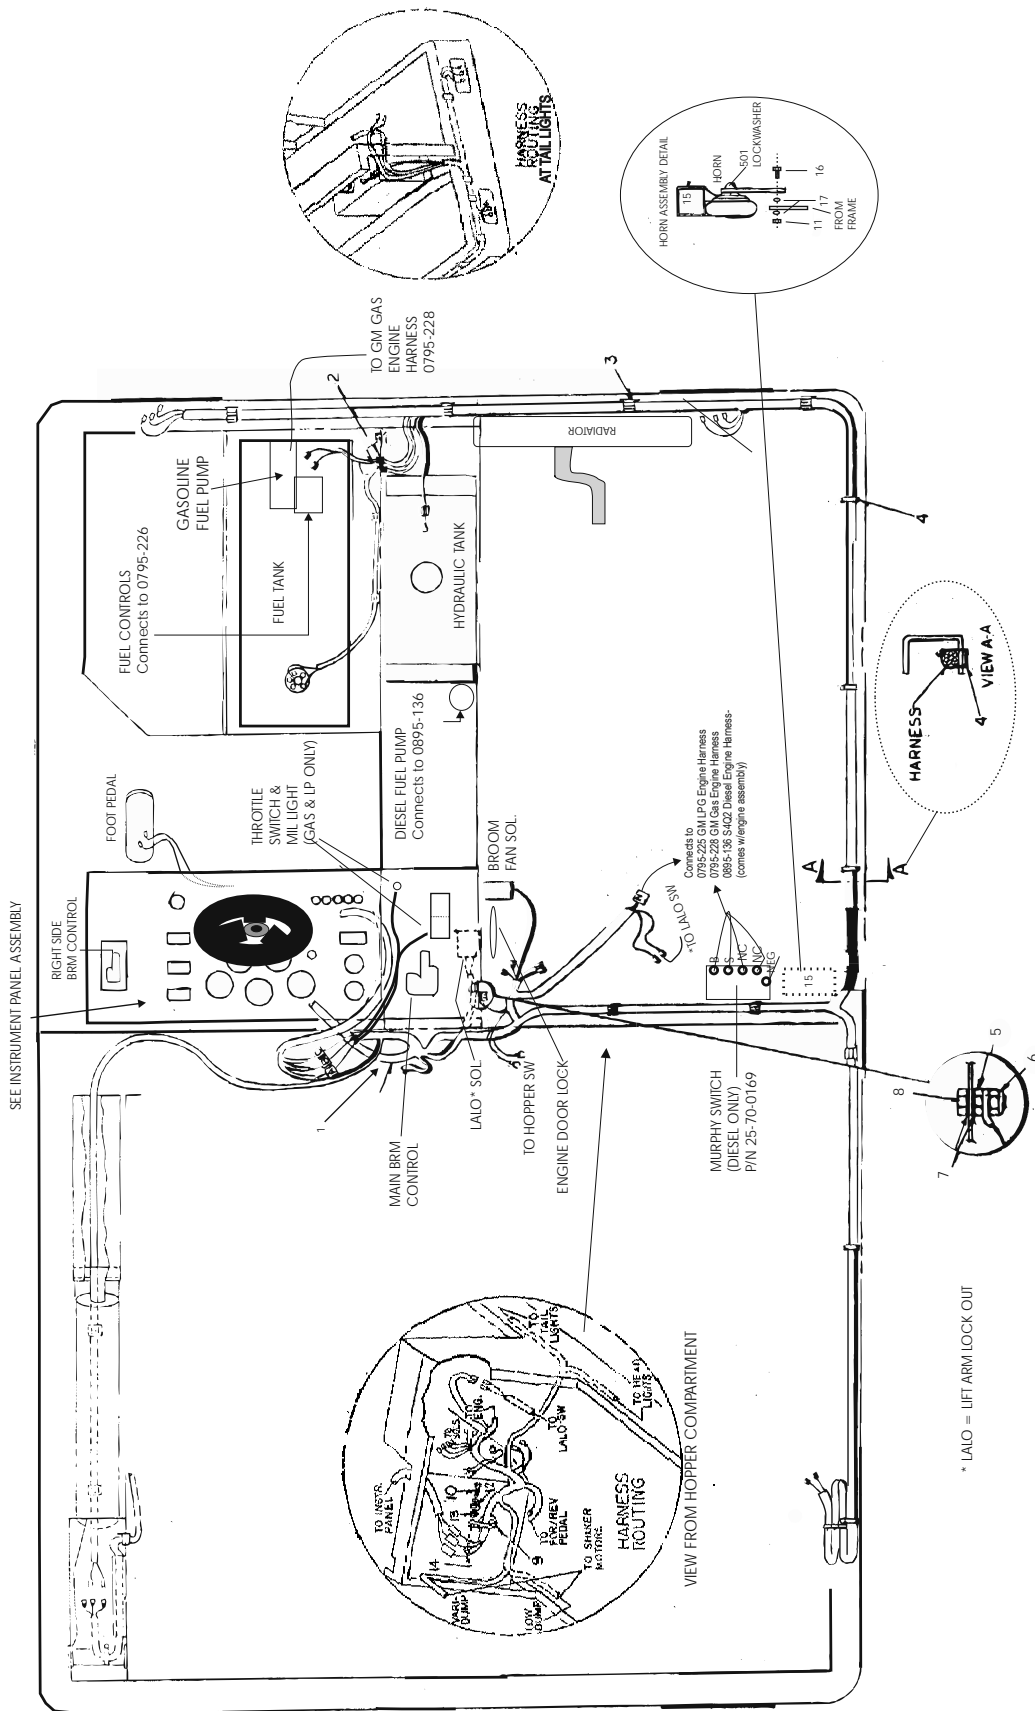 HARNESS
ROUTING
AT TAIL LIGHTS
HORN ASSEMBLY DETAIL
15
HORN
501
LOCKWASHER
16
17
11
FROM
FRAME
TO GM GAS
ENGINE
HARNESS
0795-228
2
3
RADIATOR
GASOLINE
FUEL PUMP
FUEL CONTROLS
Connects to 0795-226
FUEL TANK
HYDRAULIC TANK
4
HARNESS
4
VIEW A-A
DIESEL FUEL PUMP
Connects to 0895-136
THROTTLE
SWITCH &
MIL LIGHT
(GAS & LP ONLY)
FOOT PEDAL
BROOM
FAN SOL.
Connects to
0795-225 GM LPG Engine Harness
0795-228 GM Gas Engine Harness
0895-136 S4Q2 Diesel Engine Harness-
(comes w/engine assembly)
*TO LALO SW
A
A
SEE INSTRUMENT PANEL ASSEMBLY
RIGHT SIDE
BRM CONTROL
B
S
NC
NC
NEG
15
1
MAIN BRM
CONTROL
LALO* SOL.
TO HOPPER SW
ENGINE DOOR LOCK
MURPHY SWITCH
(DIESEL ONLY)
P/N 25-70-0169
5
6
7
8
TO INSTR.
PANEL
TO
TAIL
LIGHTS
TO HEAD
LIGHTS
TO
ENG.
TO
LALO SW
10
12
13
14
9
TO
FOR/REV
PEDAL
TO SHAKER
MOTORS
VARI-
DUMP
LOW
DUMP
HARNESS
ROUTING
VIEW FROM HOPPER COMPARTMENT
* LALO = LIFT ARM LOCK OUT